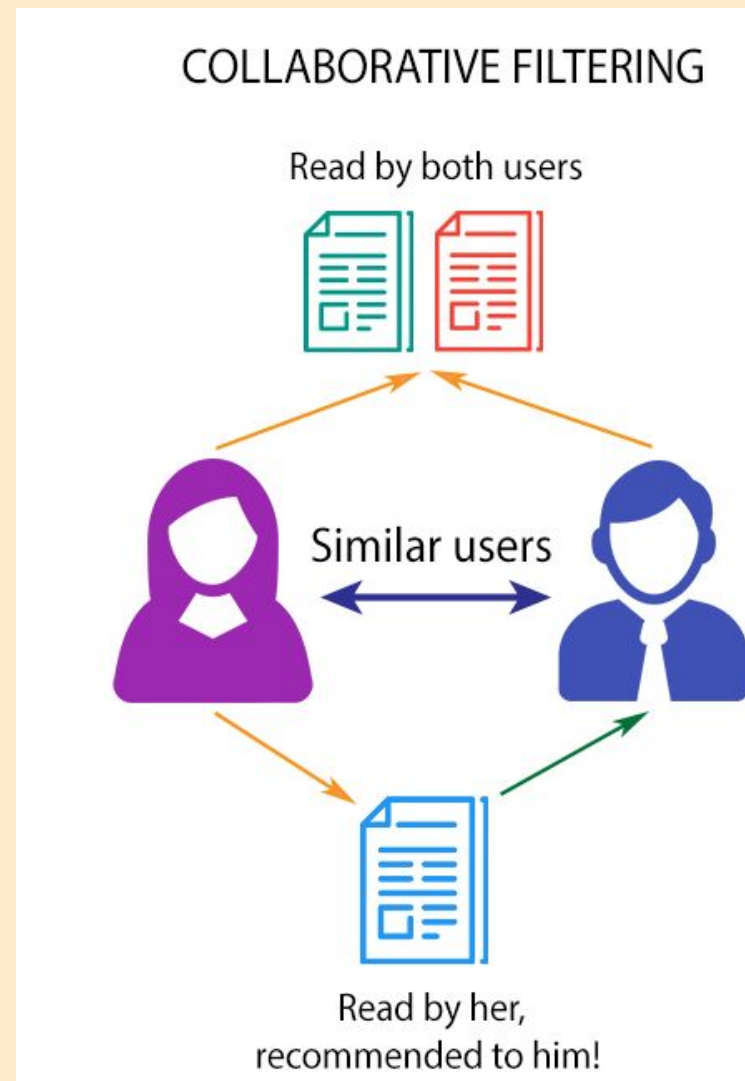 COLLABORATIVE FILTERING
Read by both users
Similar users
Read by her,
recommended to him!